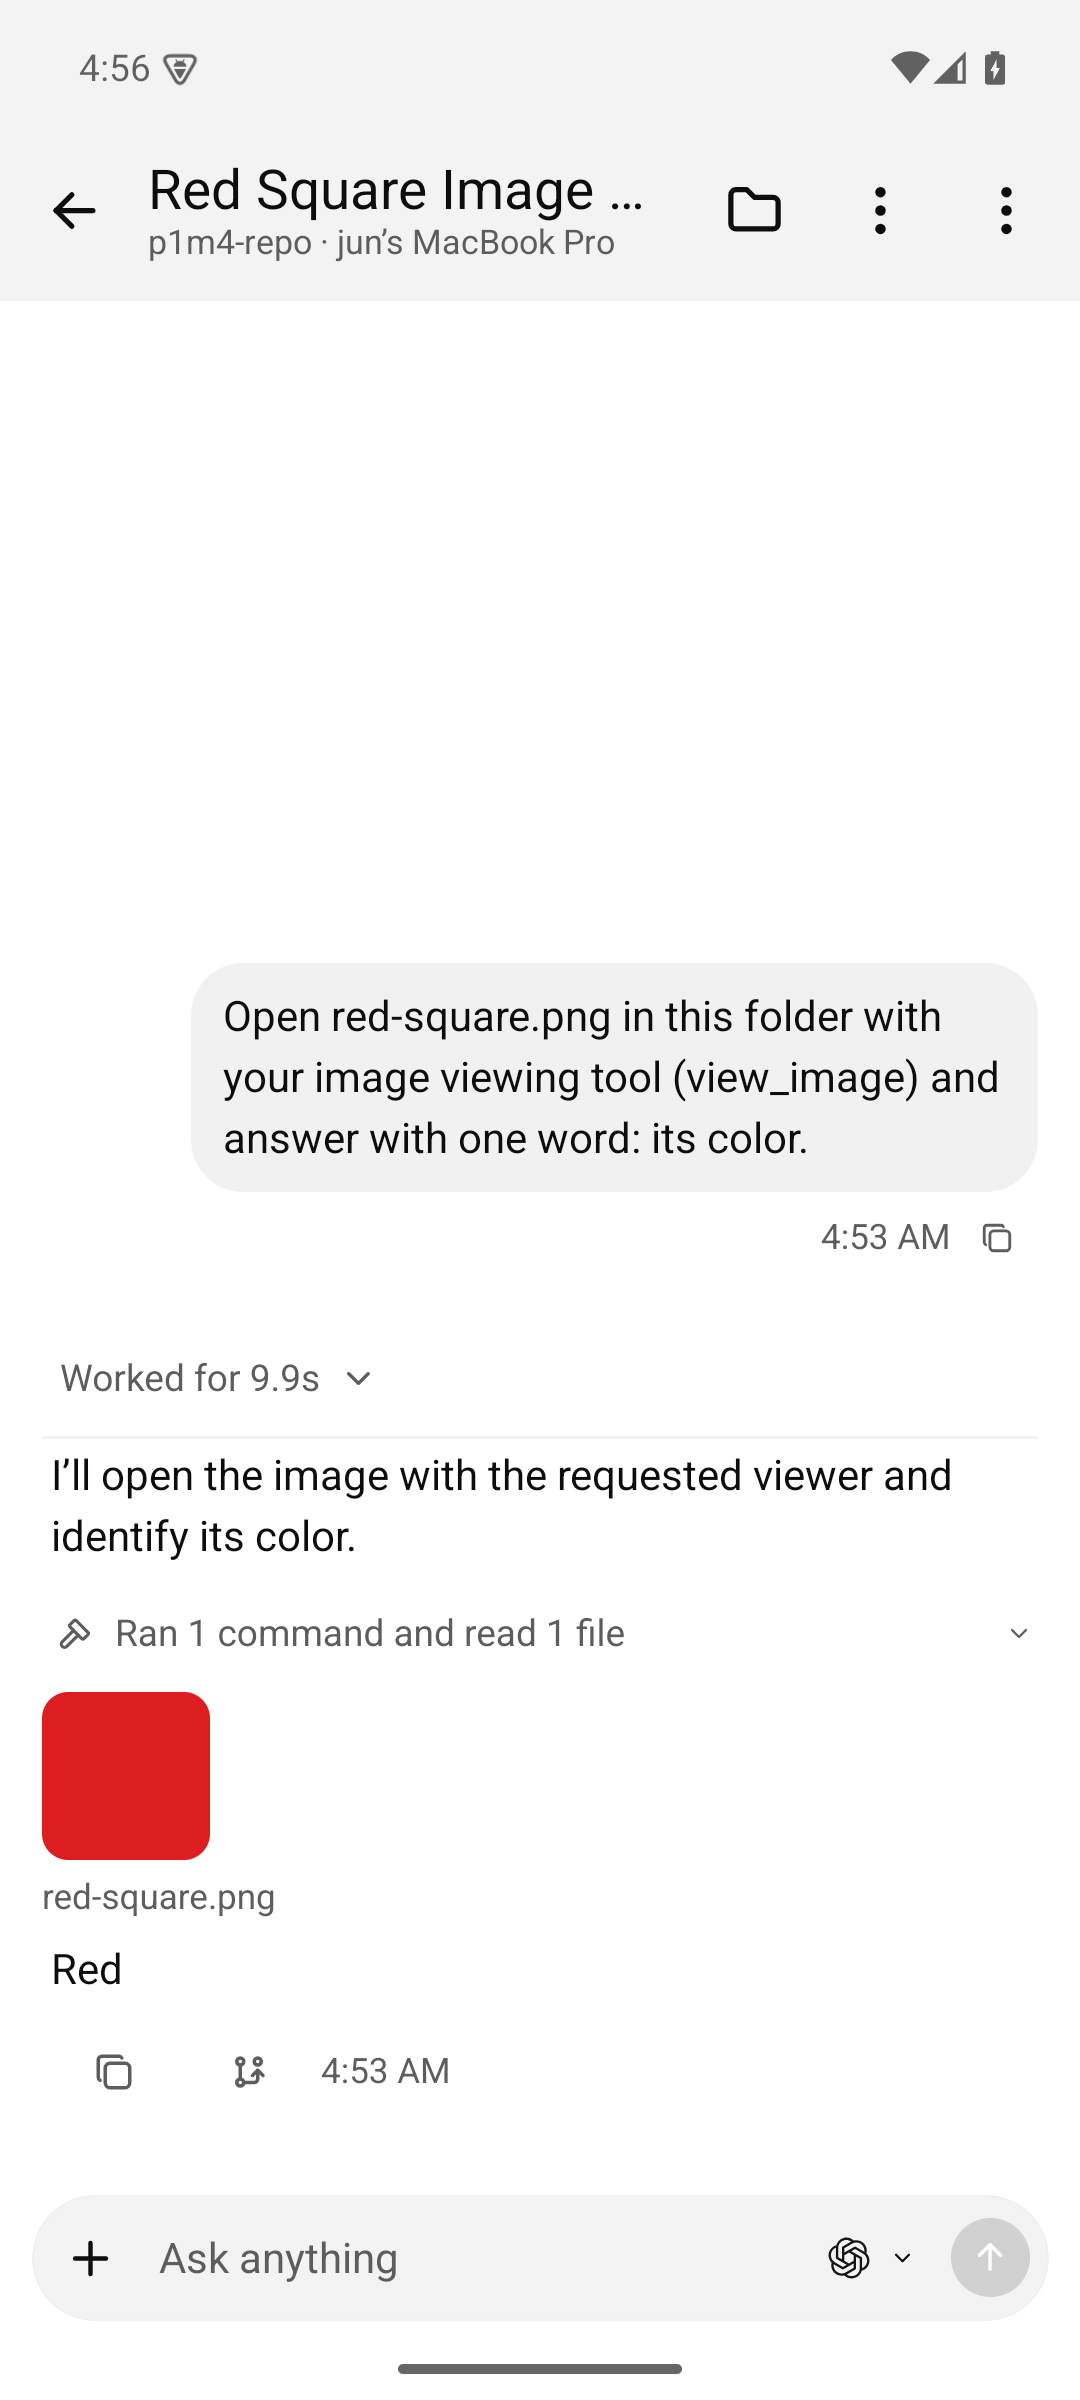 4:56
Red Square Image ...
p1m4-repo · jun’s MacBook Pro
Open red-square.png in this folder with
your image viewing tool (view_image) and
answer with one word: its color.
4:53 AM
Worked for 9.9s
I’ll open the image with the requested viewer and
identify its color.
Ran 1 command and read 1 file
red-square.png
Red
4:53 AM
Ask anything